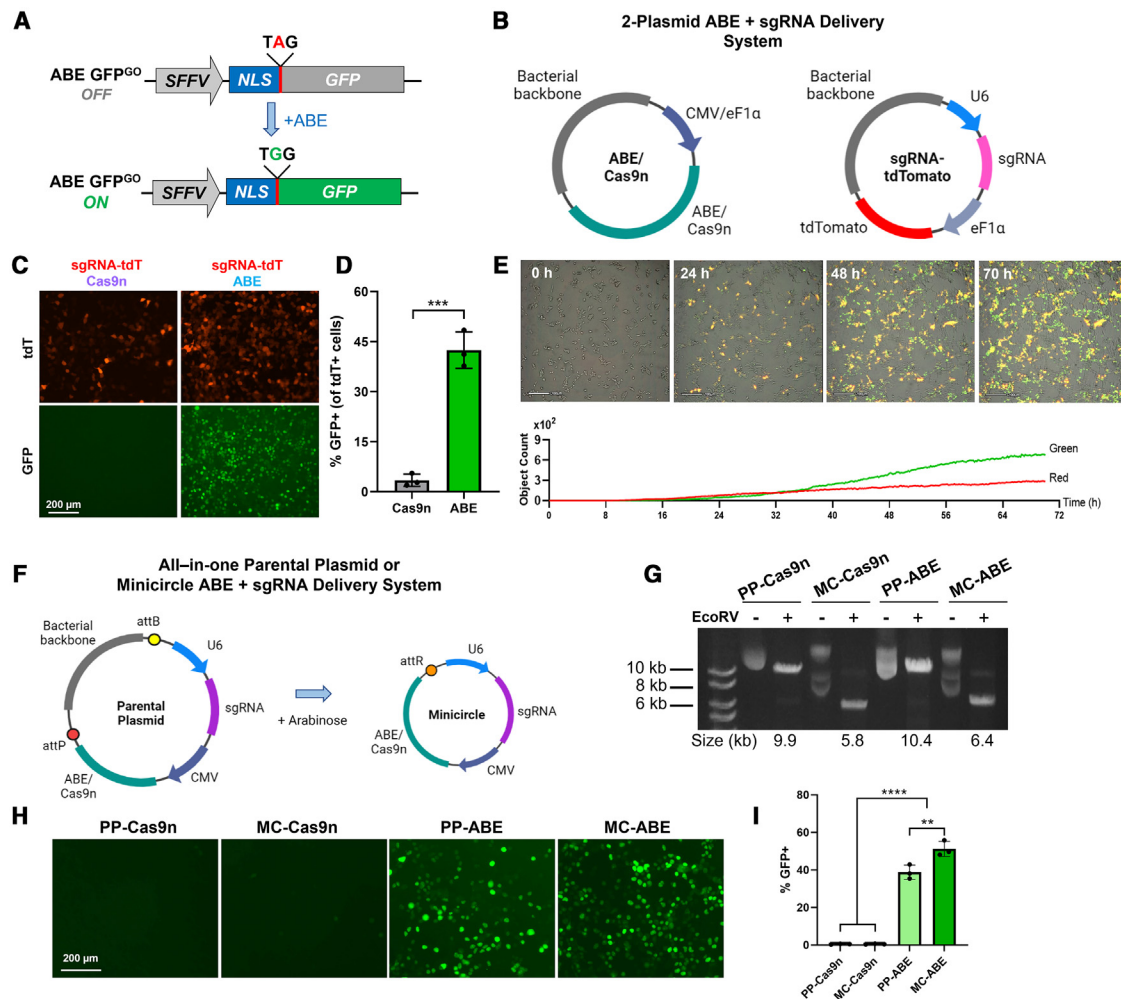 A
TAG
ABE GFPGO
OFF
SFFV
NLS
GFP
+ABE
TGG
ABE GFPGO
ON
SFFV
NLS
GFP
B
2-Plasmid ABE + sgRNA Delivery
System
Bacterial
backbone
CMV/eF1α
ABE/
Cas9n
ABE/
Cas9n
Bacterial
backbone
U6
sgRNA
sgRNA-
tdTomato
tdTomato
eF1α
C
sgRNA-tdT
Cas9n
sgRNA-tdT
ABE
tdT
GFP
200 µm
D
% GFP+ (of tdT+ cells)
60
45
30
15
0
***
Cas9n
ABE
E
0 h
24 h
48 h
70 h
x10²
Object Count
9
6
3
0
Green
Red
Time (h)
0
8
16
24
32
40
48
56
64
72
F
All–in-one Parental Plasmid or
Minicircle ABE + sgRNA Delivery System
Bacterial
backbone
attB
U6
sgRNA
Parental
Plasmid
attP
ABE/
Cas9n
CMV
+ Arabinose
attR
U6
sgRNA
Minicircle
ABE/
Cas9n
CMV
G
PP-Cas9n
MC-Cas9n
PP-ABE
MC-ABE
EcoRV - + - + - + - +
10 kb
8 kb
6 kb
Size (kb) 9.9 5.8 10.4 6.4
H
PP-Cas9n
MC-Cas9n
PP-ABE
MC-ABE
200 µm
I
% GFP+
80
60
40
20
0
****
**
PP-Cas9n
MC-Cas9n
PP-ABE
MC-ABE